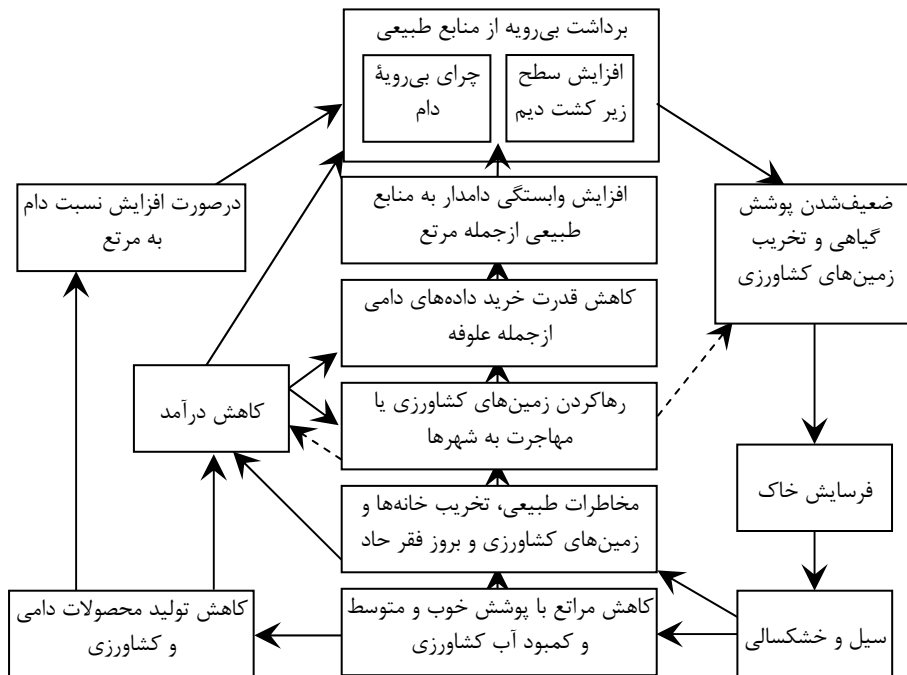 برداشت بی‌رویه از منابع طبیعی
افزایش سطح
زیر کشت دیم
چرای بی‌رویۀ
دام
ضعیف‌شدن پوشش
گیاهی و تخریب
زمین‌های کشاورزی
افزایش وابستگی دامدار به منابع
طبیعی ازجمله مرتع
درصورت افزایش نسبت دام
به مرتع
کاهش قدرت خرید داده‌های دامی
ازجمله علوفه
رهاکردن زمین‌های کشاورزی یا
مهاجرت به شهرها
کاهش درآمد
فرسایش خاک
مخاطرات طبیعی، تخریب خانه‌ها و
زمین‌های کشاورزی و بروز فقر حاد
سیل و خشکسالی
کاهش مراتع با پوشش خوب و متوسط
و کمبود آب کشاورزی
کاهش تولید محصولات دامی
و کشاورزی